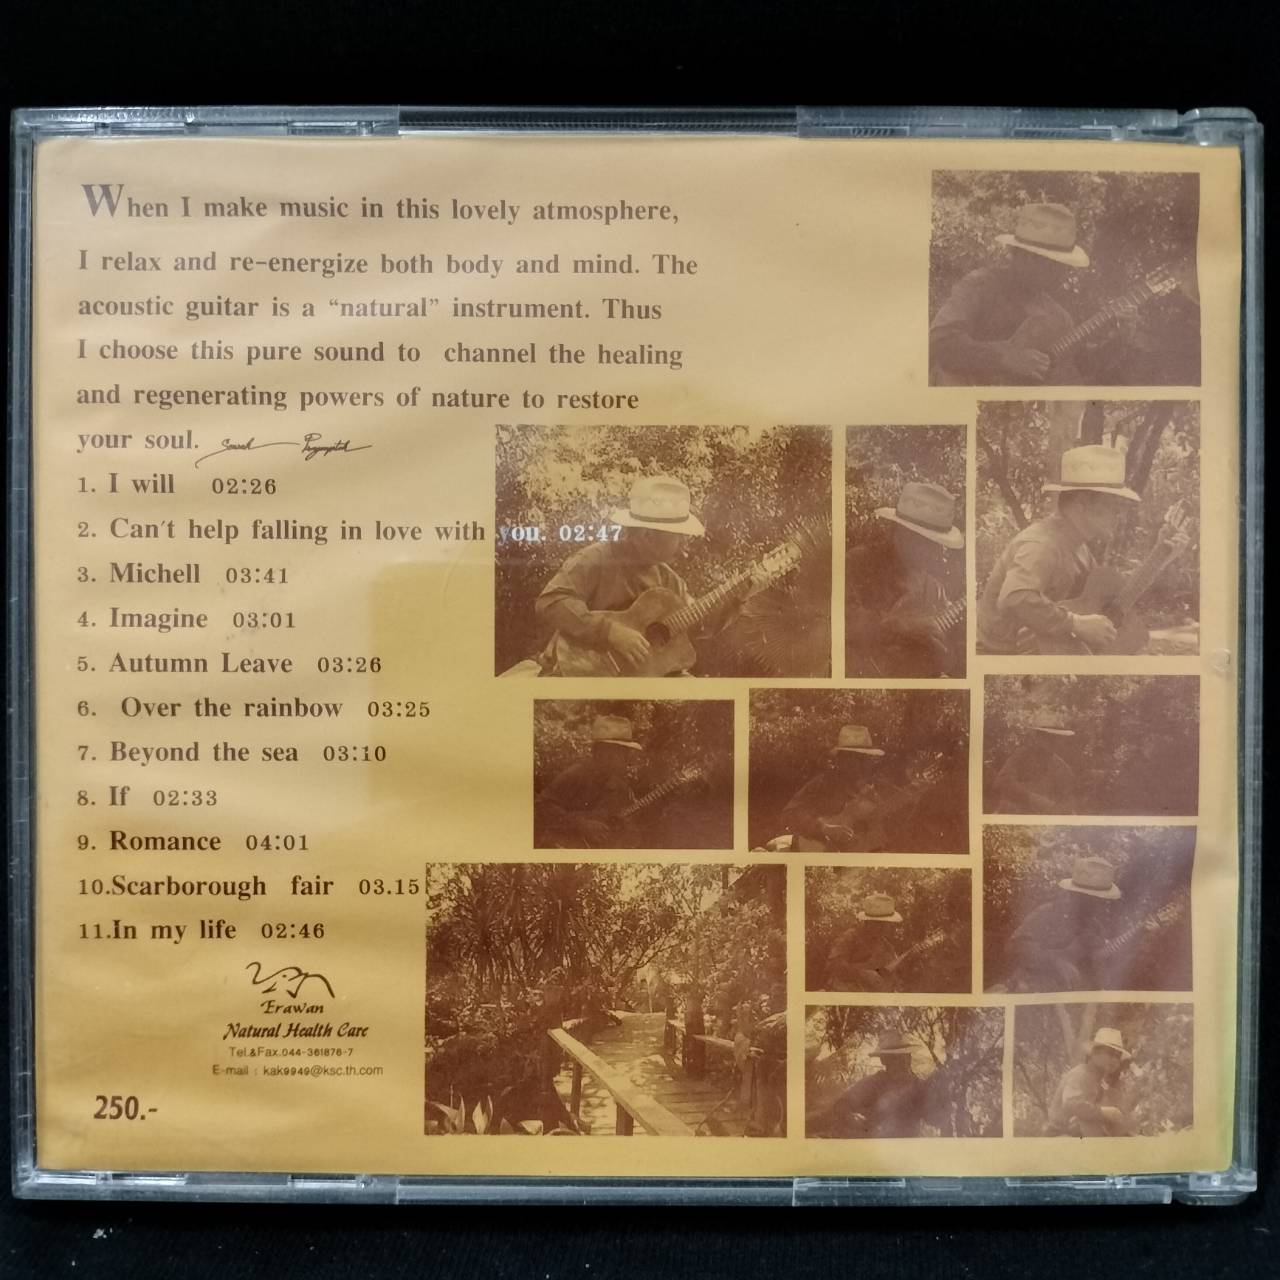 When I make music in this lovely atmosphere,
I relax and re-energize both body and mind. The
acoustic guitar is a “natural” instrument. Thus
I choose this pure sound to channel the healing
and regenerating powers of nature to restore
your soul.
1. I will 02:26
2. Can't help falling in love with you. 02:47
3. Michell 03:41
4. Imagine 03:01
5. Autumn Leave 03:26
6. Over the rainbow 03:25
7. Beyond the sea 03:10
8. If 02:33
9. Romance 04:01
10.Scarborough fair 03.15
11.In my life 02:46
Erawan
Natural Health Care
Tel.&Fax.044-361876-7
E-mail : kak9949@ksc.th.com
250.-